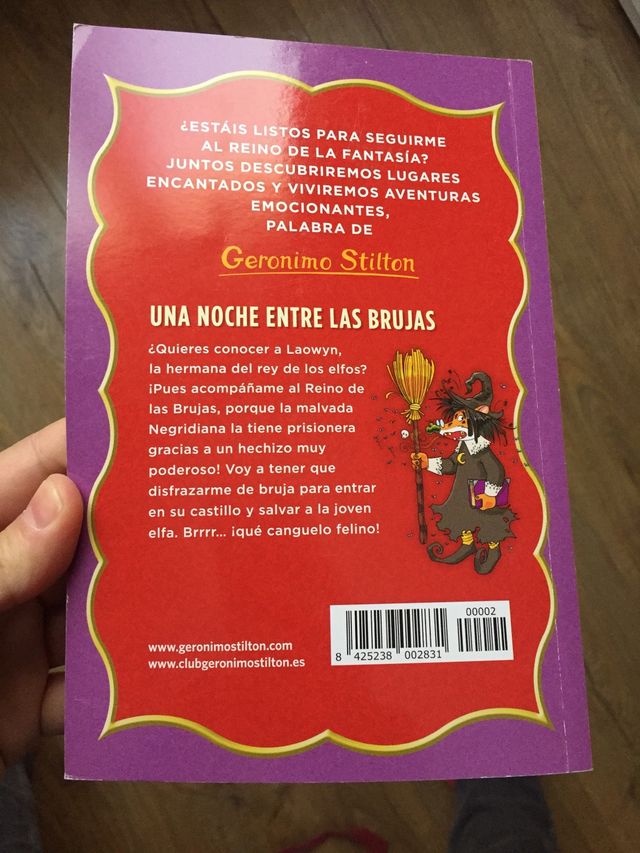 ¿ESTÁIS LISTOS PARA SEGUIRME
AL REINO DE LA FANTASÍA?
JUNTOS DESCUBRIREMOS LUGARES
ENCANTADOS Y VIVIREMOS AVENTURAS
EMOCIONANTES,
PALABRA DE
Geronimo Stilton
UNA NOCHE ENTRE LAS BRUJAS
¿Quieres conocer a Laowyn,
la hermana del rey de los elfos?
¡Pues acompáñame al Reino de
las Brujas, porque la malvada
Negridiana la tiene prisionera
gracias a un hechizo muy
poderoso! Voy a tener que
disfrazarme de bruja para entrar
en su castillo y salvar a la joven
elfa. Brrrr... ¡qué canguelo felino!
00002
8 425238 002831
www.geronimostilton.com
www.clubgeronimostilton.es